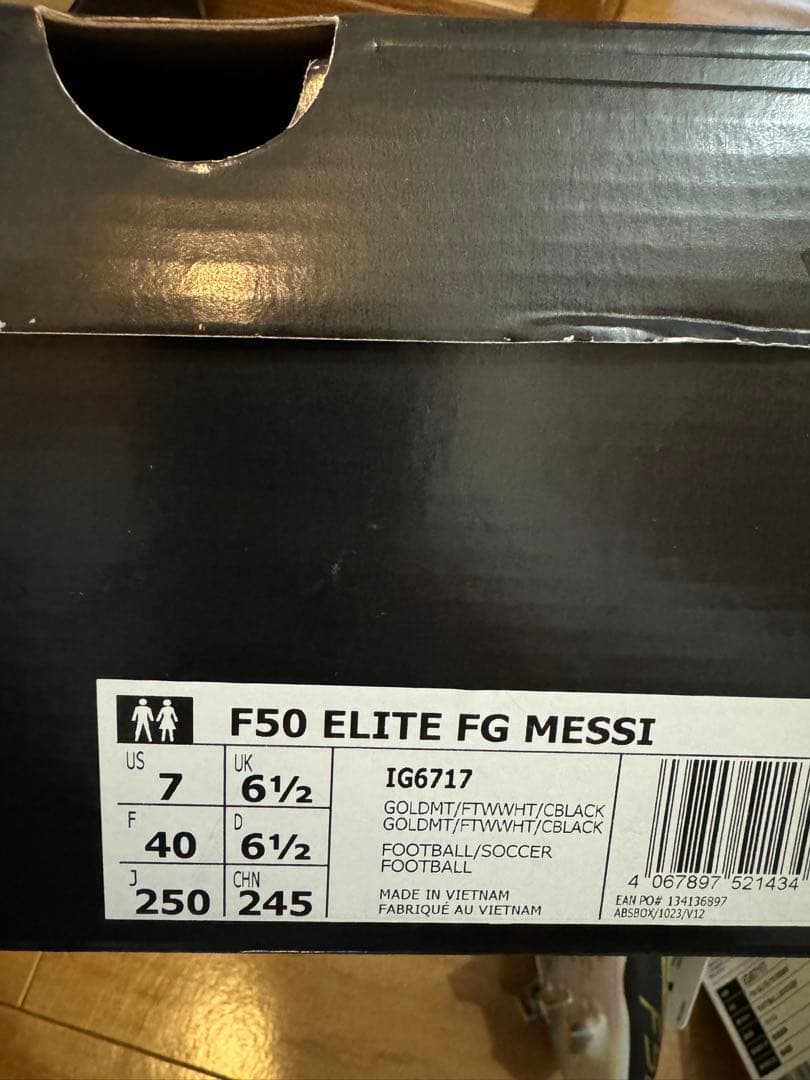 F50 ELITE FG MESSI
US 7
UK 6½
F 40
D 6½
J 250
CHN 245
IG6717
GOLDMT/FTWWHT/CBLACK
GOLDMT/FTWWHT/CBLACK
FOOTBALL/SOCCER
FOOTBALL
MADE IN VIETNAM
FABRIQUÉ AU VIETNAM
4 067897 521434
EAN PO# 134136897
ABSBOX/1023/V12